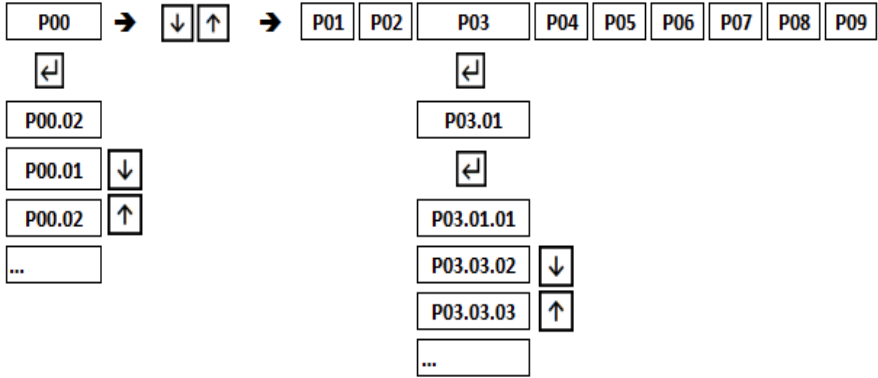 P00 → ↓ ↑ → P01 P02 P03 P04 P05 P06 P07 P08 P09
↵ ↵
P00.02 P03.01
P00.01 ↓ ↵
P00.02 ↑ P03.01.01
... P03.03.02 ↓
P03.03.03 ↑
...